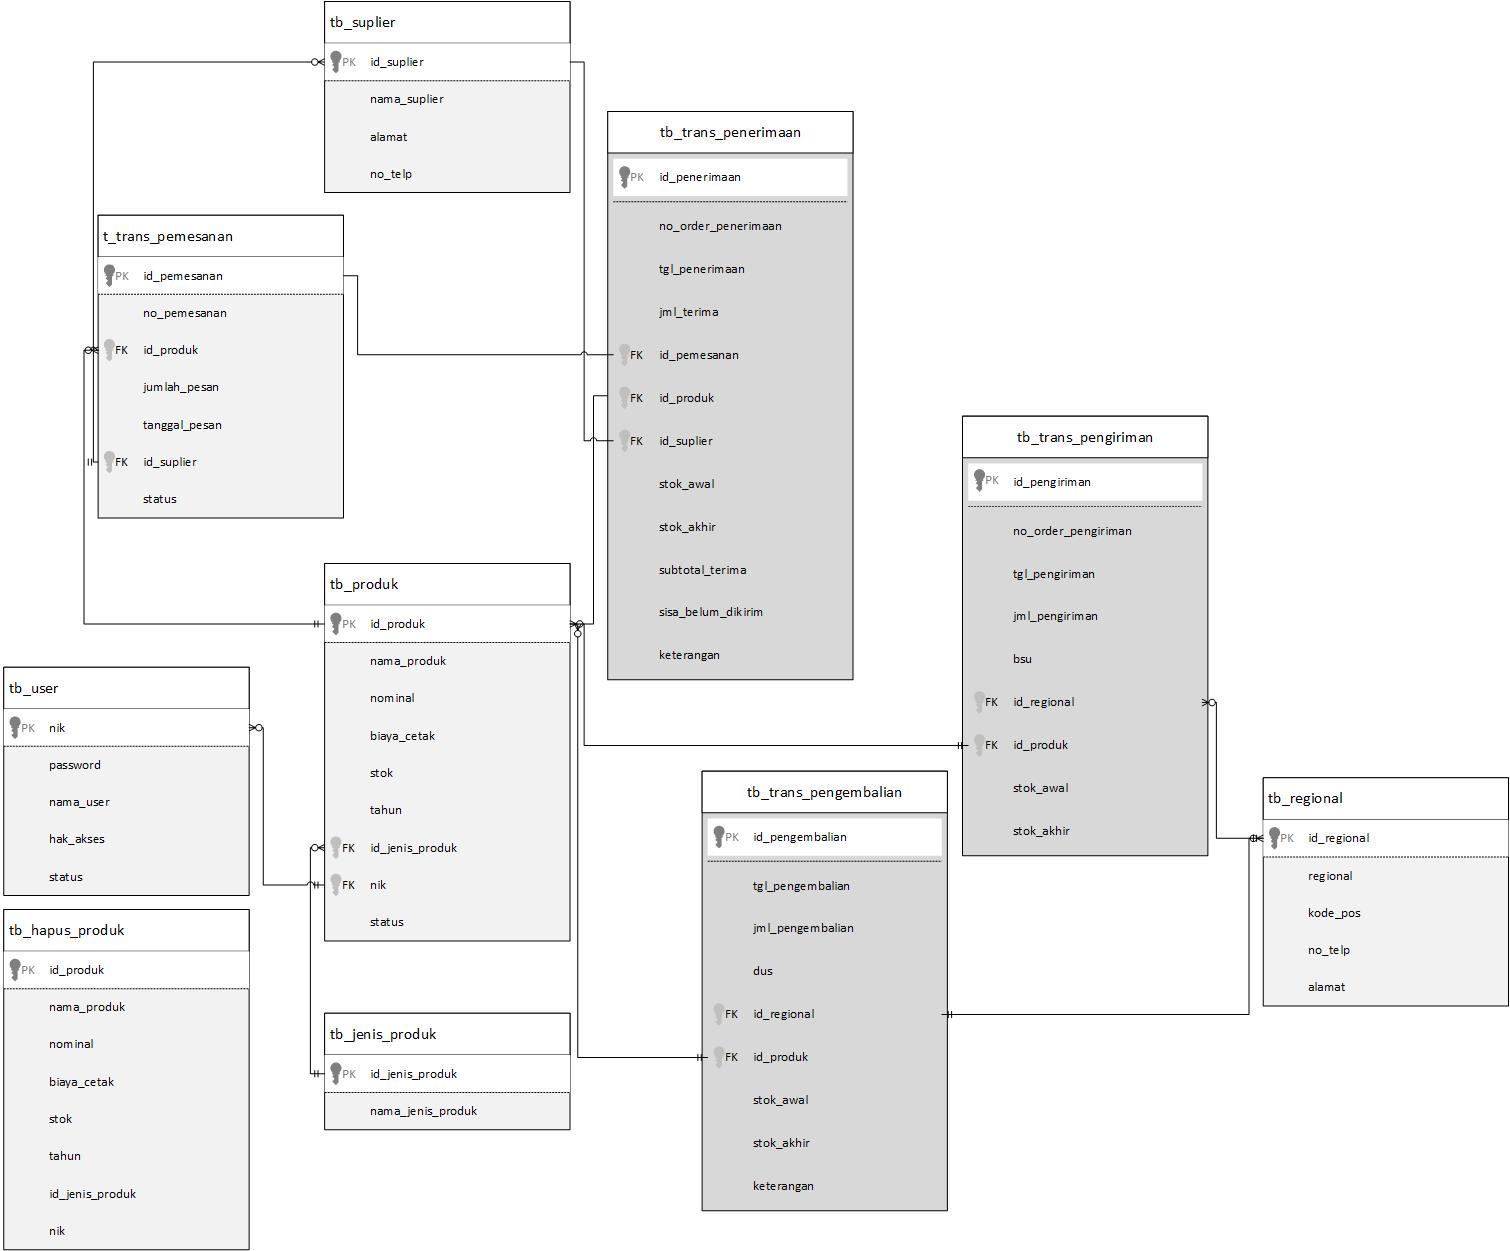 tb_suplier
PK id_suplier
nama_suplier
alamat
no_telp
t_trans_pemesanan
PK id_pemesanan
no_pemesanan
FK id_produk
jumlah_pesan
tanggal_pesan
FK id_suplier
status
tb_trans_penerimaan
PK id_penerimaan
no_order_penerimaan
tgl_penerimaan
jml_terima
FK id_pemesanan
FK id_produk
FK id_suplier
stok_awal
stok_akhir
subtotal_terima
sisa_belum_dikirim
keterangan
tb_trans_pengiriman
PK id_pengiriman
no_order_pengiriman
tgl_pengiriman
jml_pengiriman
bsu
FK id_regional
FK id_produk
stok_awal
stok_akhir
tb_produk
PK id_produk
nama_produk
nominal
biaya_cetak
stok
tahun
FK id_jenis_produk
FK nik
status
tb_user
PK nik
password
nama_user
hak_akses
status
tb_trans_pengembalian
PK id_pengembalian
tgl_pengembalian
jml_pengembalian
dus
FK id_regional
FK id_produk
stok_awal
stok_akhir
keterangan
tb_regional
PK id_regional
regional
kode_pos
no_telp
alamat
tb_hapus_produk
PK id_produk
nama_produk
nominal
biaya_cetak
stok
tahun
id_jenis_produk
nik
tb_jenis_produk
PK id_jenis_produk
nama_jenis_produk